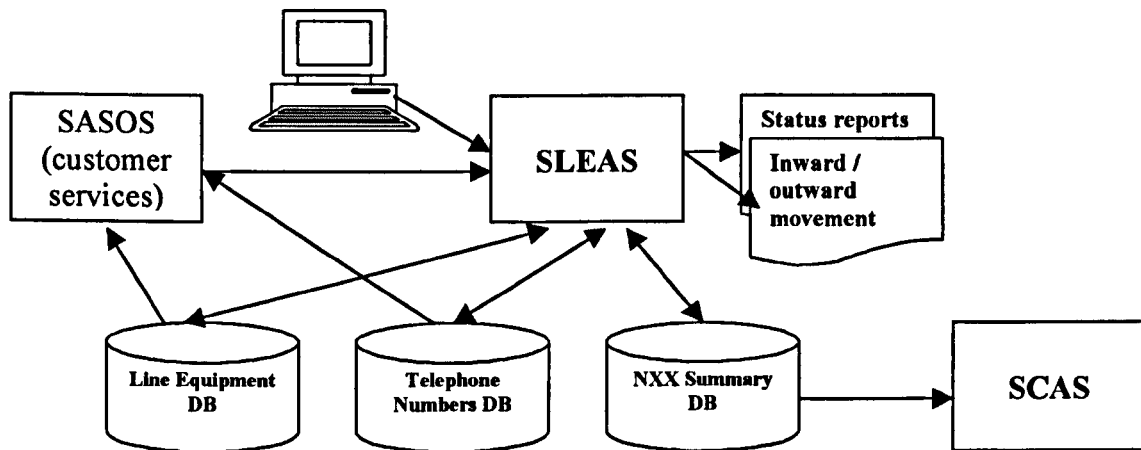 SASOS
(customer
services)
SLEAS
Status reports
Inward /
outward
movement
Line Equipment
DB
Telephone
Numbers DB
NXX Summary
DB
SCAS